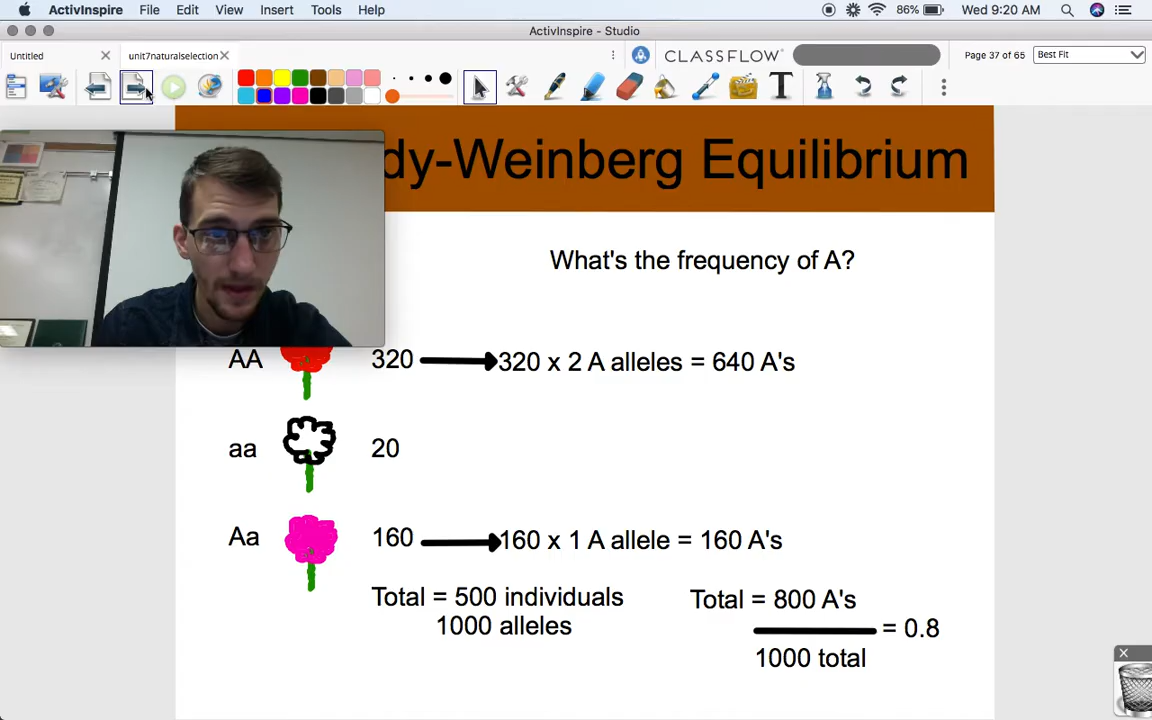 ActivInspire File Edit View Insert Tools Help 86% Wed 9:20 AM
ActivInspire - Studio
Untitled unit7naturalselection CLASSFLOW Page 37 of 65 Best Fit
dy-Weinberg Equilibrium
What's the frequency of A?
AA 320 320 x 2 A alleles = 640 A's
aa 20
Aa 160 160 x 1 A allele = 160 A's
Total = 500 individuals
1000 alleles
Total = 800 A's
= 0.8
1000 total